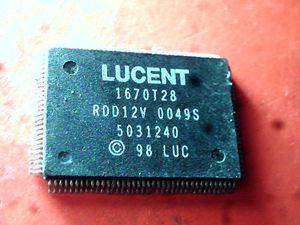 LUCENT
1670T28
RDD12V 0049S
5031240
© 98 LUC